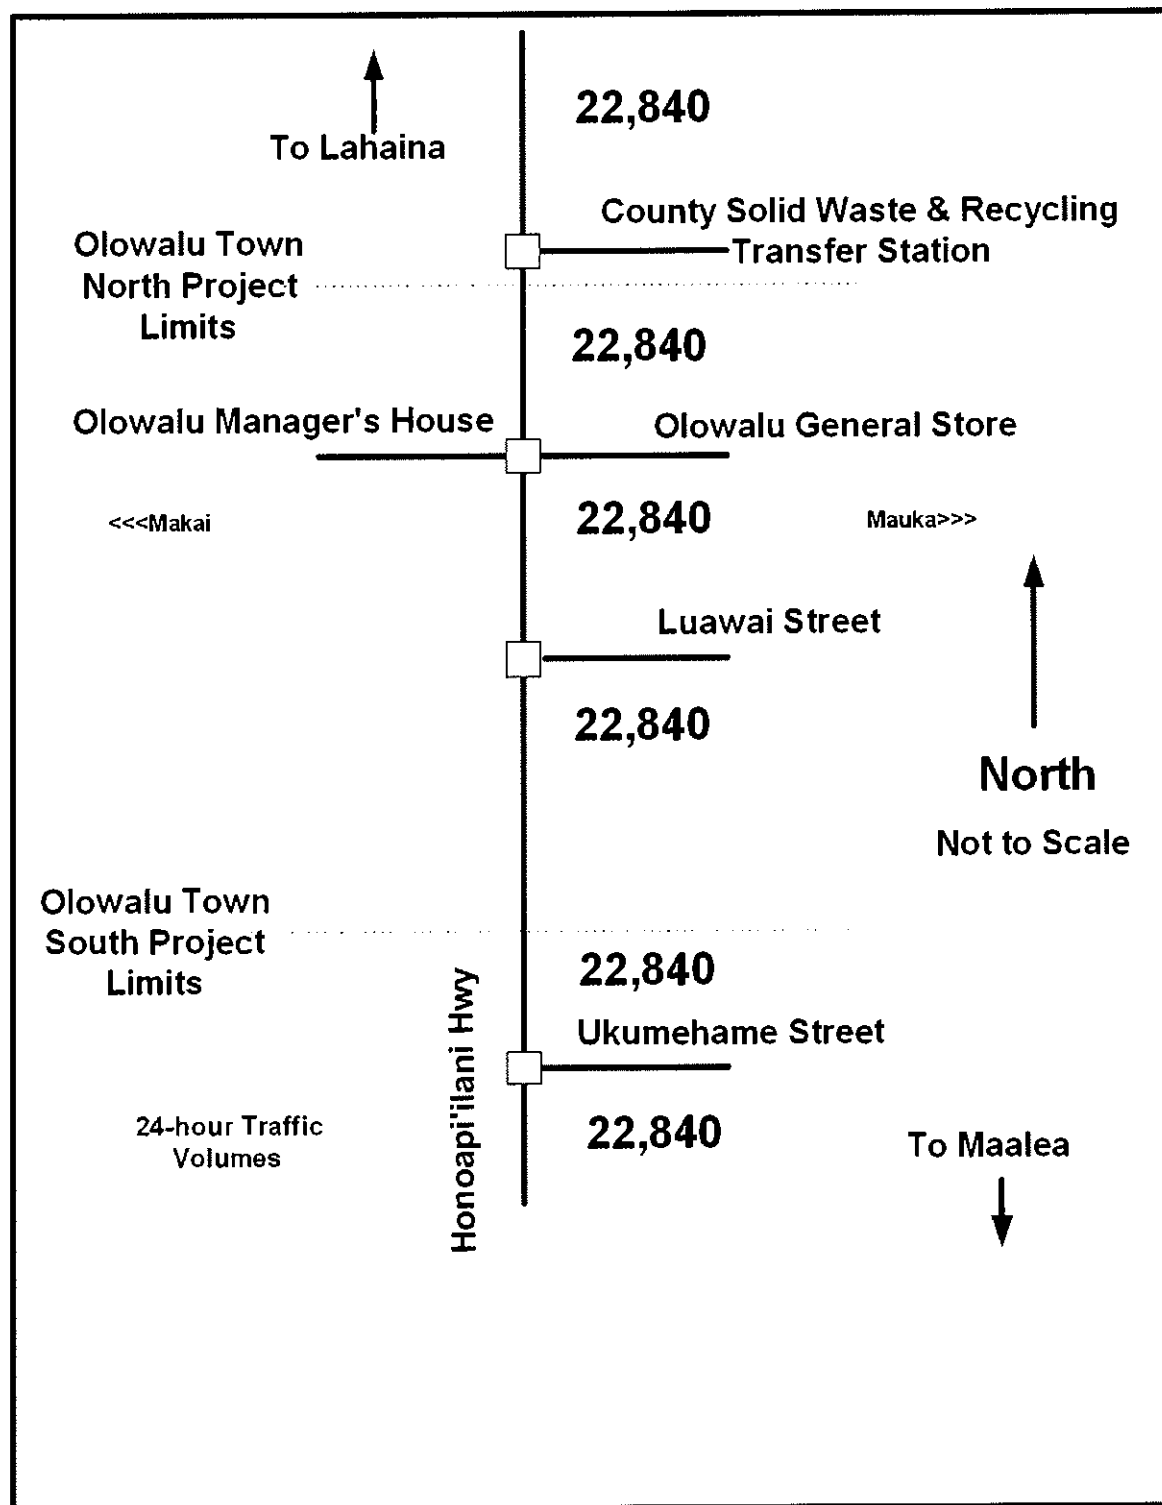 22,840
To Lahaina
County Solid Waste & Recycling
Transfer Station
Olowalu Town
North Project
Limits
22,840
Olowalu Manager's House
Olowalu General Store
<<<Makai
22,840
Mauka>>>
Luawai Street
22,840
North
Not to Scale
Olowalu Town
South Project
Limits
22,840
Honoapi'ilani Hwy
Ukumehame Street
24-hour Traffic
Volumes
22,840
To Maalea